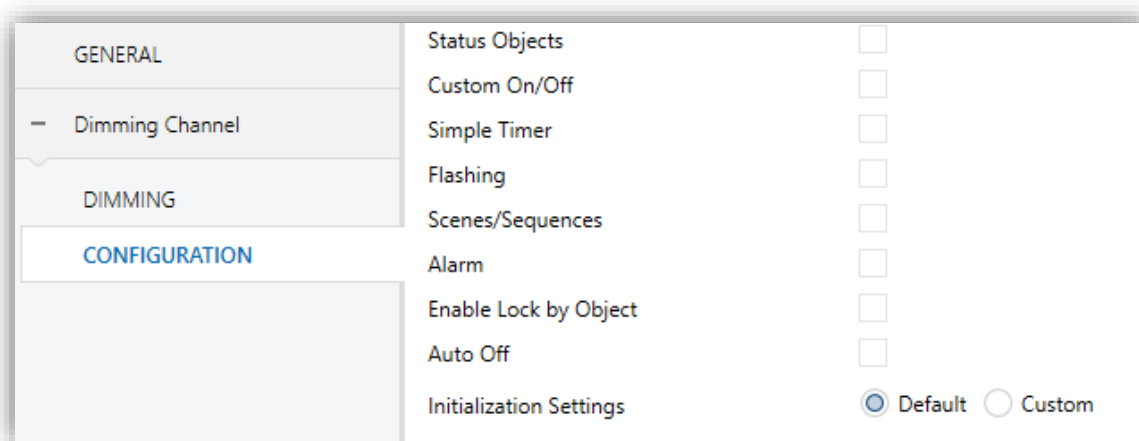 GENERAL
− Dimming Channel
DIMMING
CONFIGURATION
Status Objects
Custom On/Off
Simple Timer
Flashing
Scenes/Sequences
Alarm
Enable Lock by Object
Auto Off
Initialization Settings Default Custom